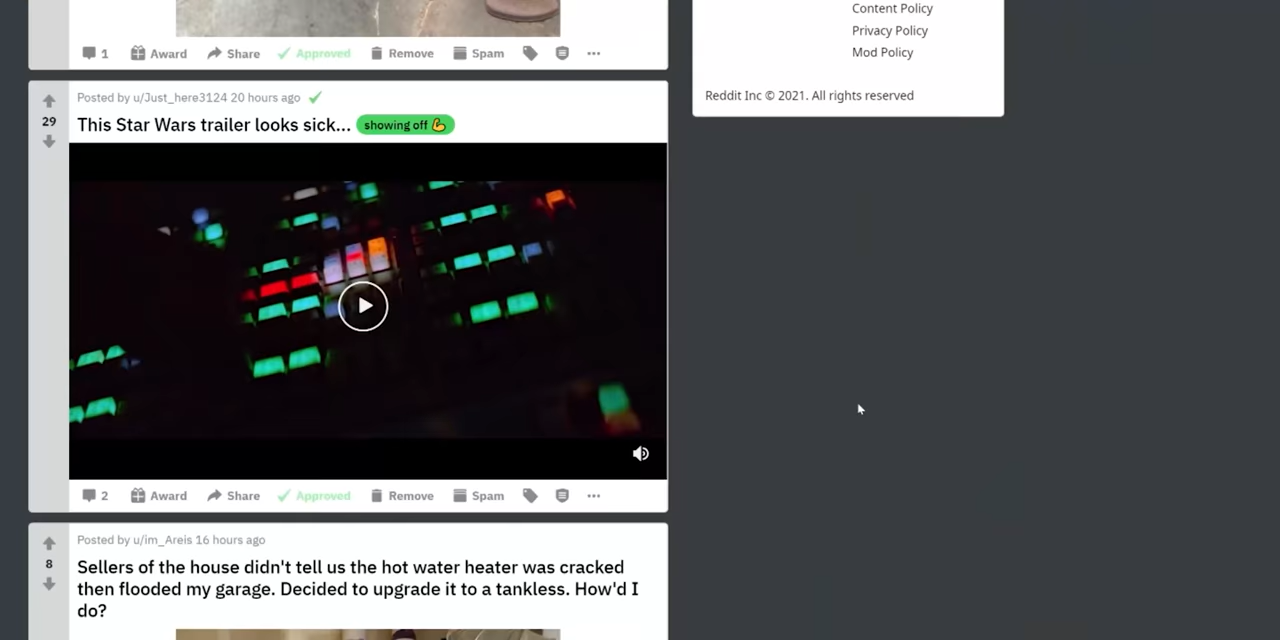 1 Award Share Approved Remove Spam
Posted by u/Just_here3124 20 hours ago
29
This Star Wars trailer looks sick... showing off 💪
2 Award Share Approved Remove Spam
Posted by u/im_Areis 16 hours ago
8
Sellers of the house didn't tell us the hot water heater was cracked
then flooded my garage. Decided to upgrade it to a tankless. How'd I
do?
Content Policy
Privacy Policy
Mod Policy
Reddit Inc © 2021. All rights reserved